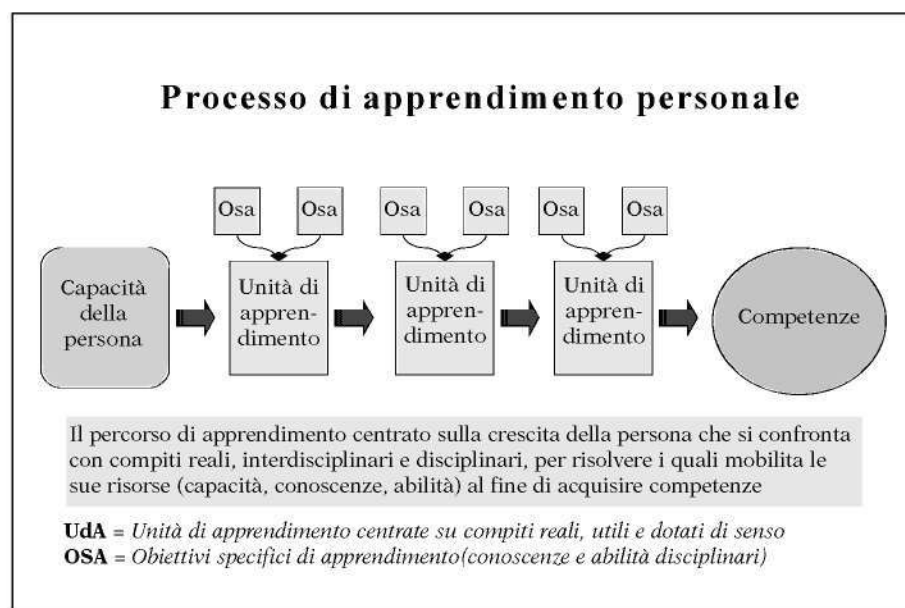 Processo di apprendimento personale
Osa Osa Osa Osa Osa Osa
Capacità
della
persona
Unità di
appren-
dimento
Unità di
appren-
dimento
Unità di
appren-
dimento
Competenze
Il percorso di apprendimento centrato sulla crescita della persona che si confronta
con compiti reali, interdisciplinari e disciplinari, per risolvere i quali mobilita le
sue risorse (capacità, conoscenze, abilità) al fine di acquisire competenze
UdA = Unità di apprendimento centrate su compiti reali, utili e dotati di senso
OSA = Obiettivi specifici di apprendimento(conoscenze e abilità disciplinari)